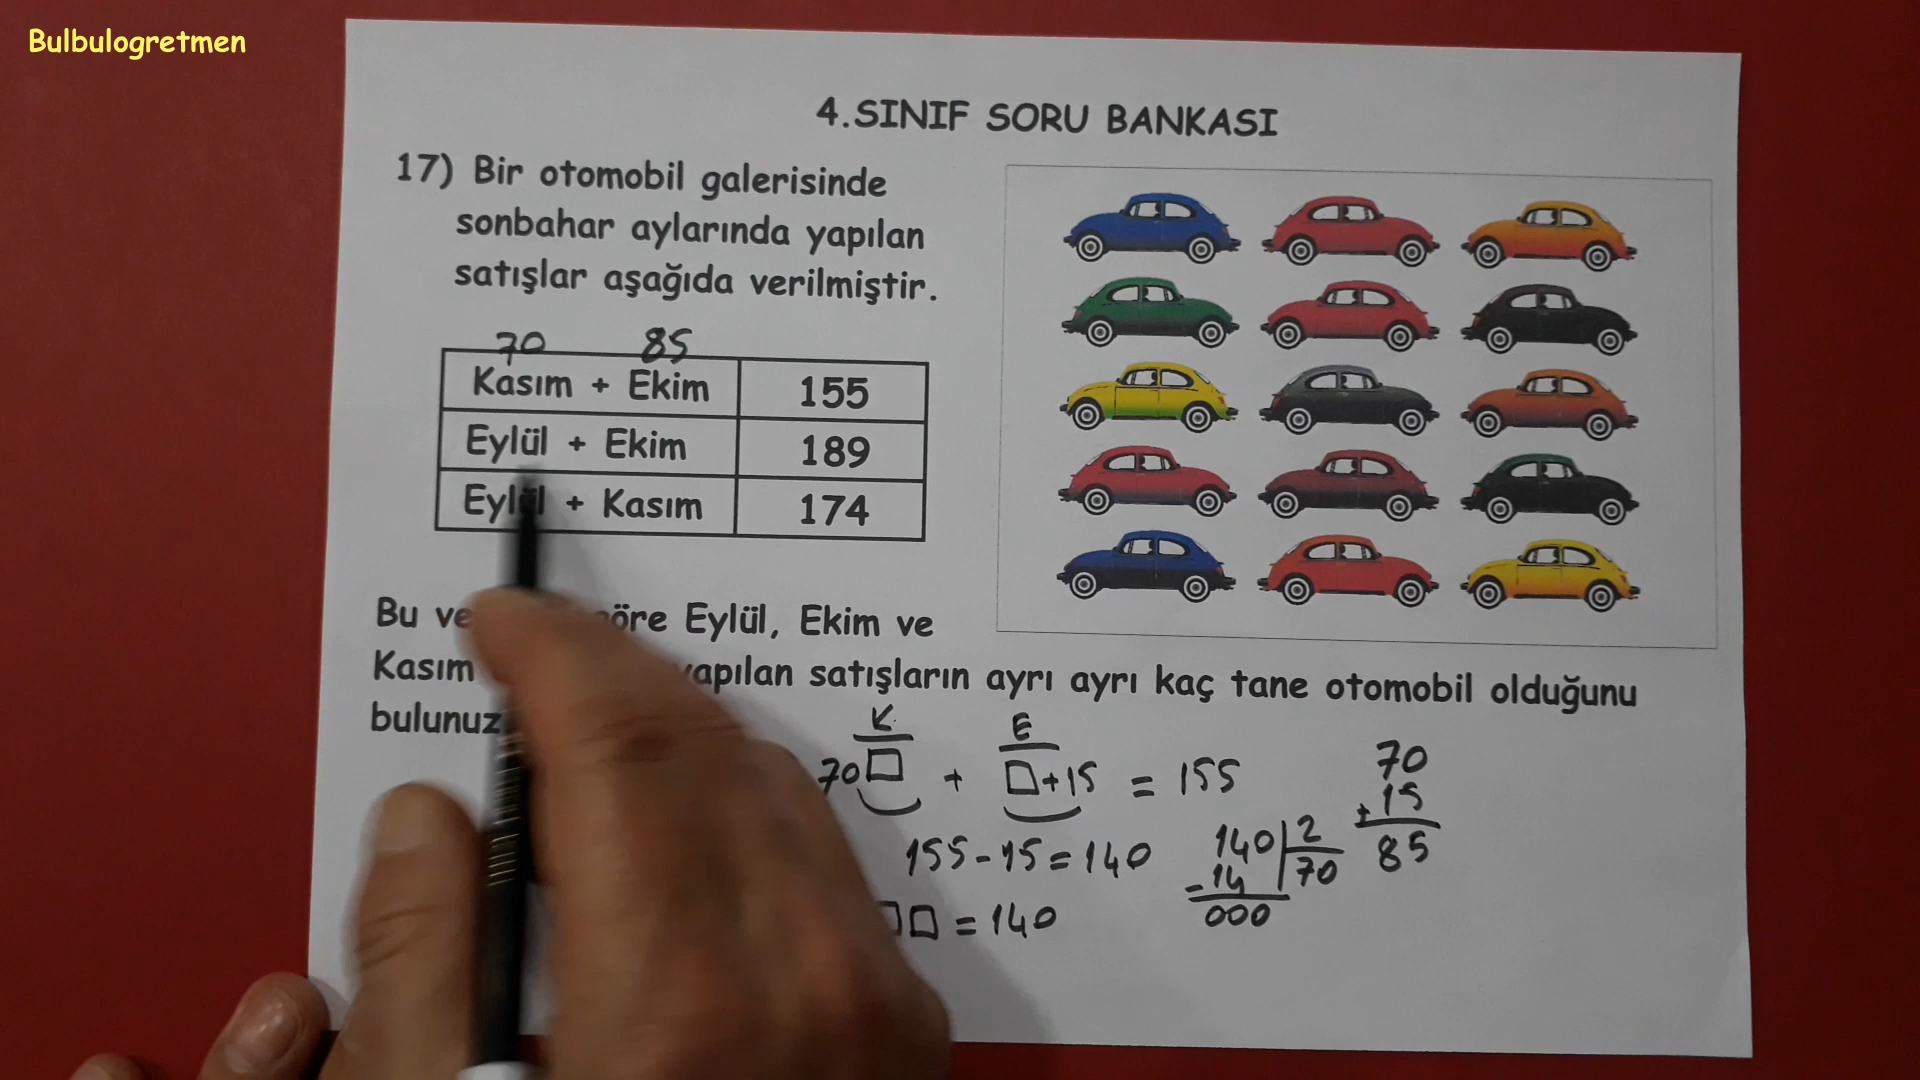 Bulbulogretmen
4.SINIF SORU BANKASI
17) Bir otomobil galerisinde
sonbahar aylarında yapılan
satışlar aşağıda verilmiştir.
70 85
Kasım + Ekim 155
Eylül + Ekim 189
Eylül + Kasım 174
Bu Eylül, Ekim ve
Kasım satışların ayrı ayrı kaç tane otomobil olduğunu
bulunuz
K E
70□ + □+15 = 155
155-15=140
□ = 140
140 2
-14 70
000
70
+ 15
85